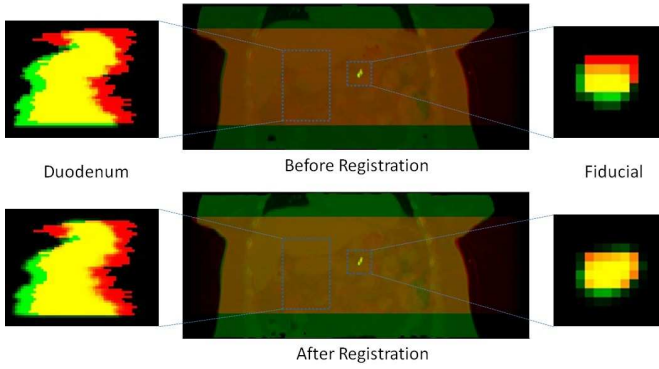 Duodenum
Before Registration
Fiducial
After Registration